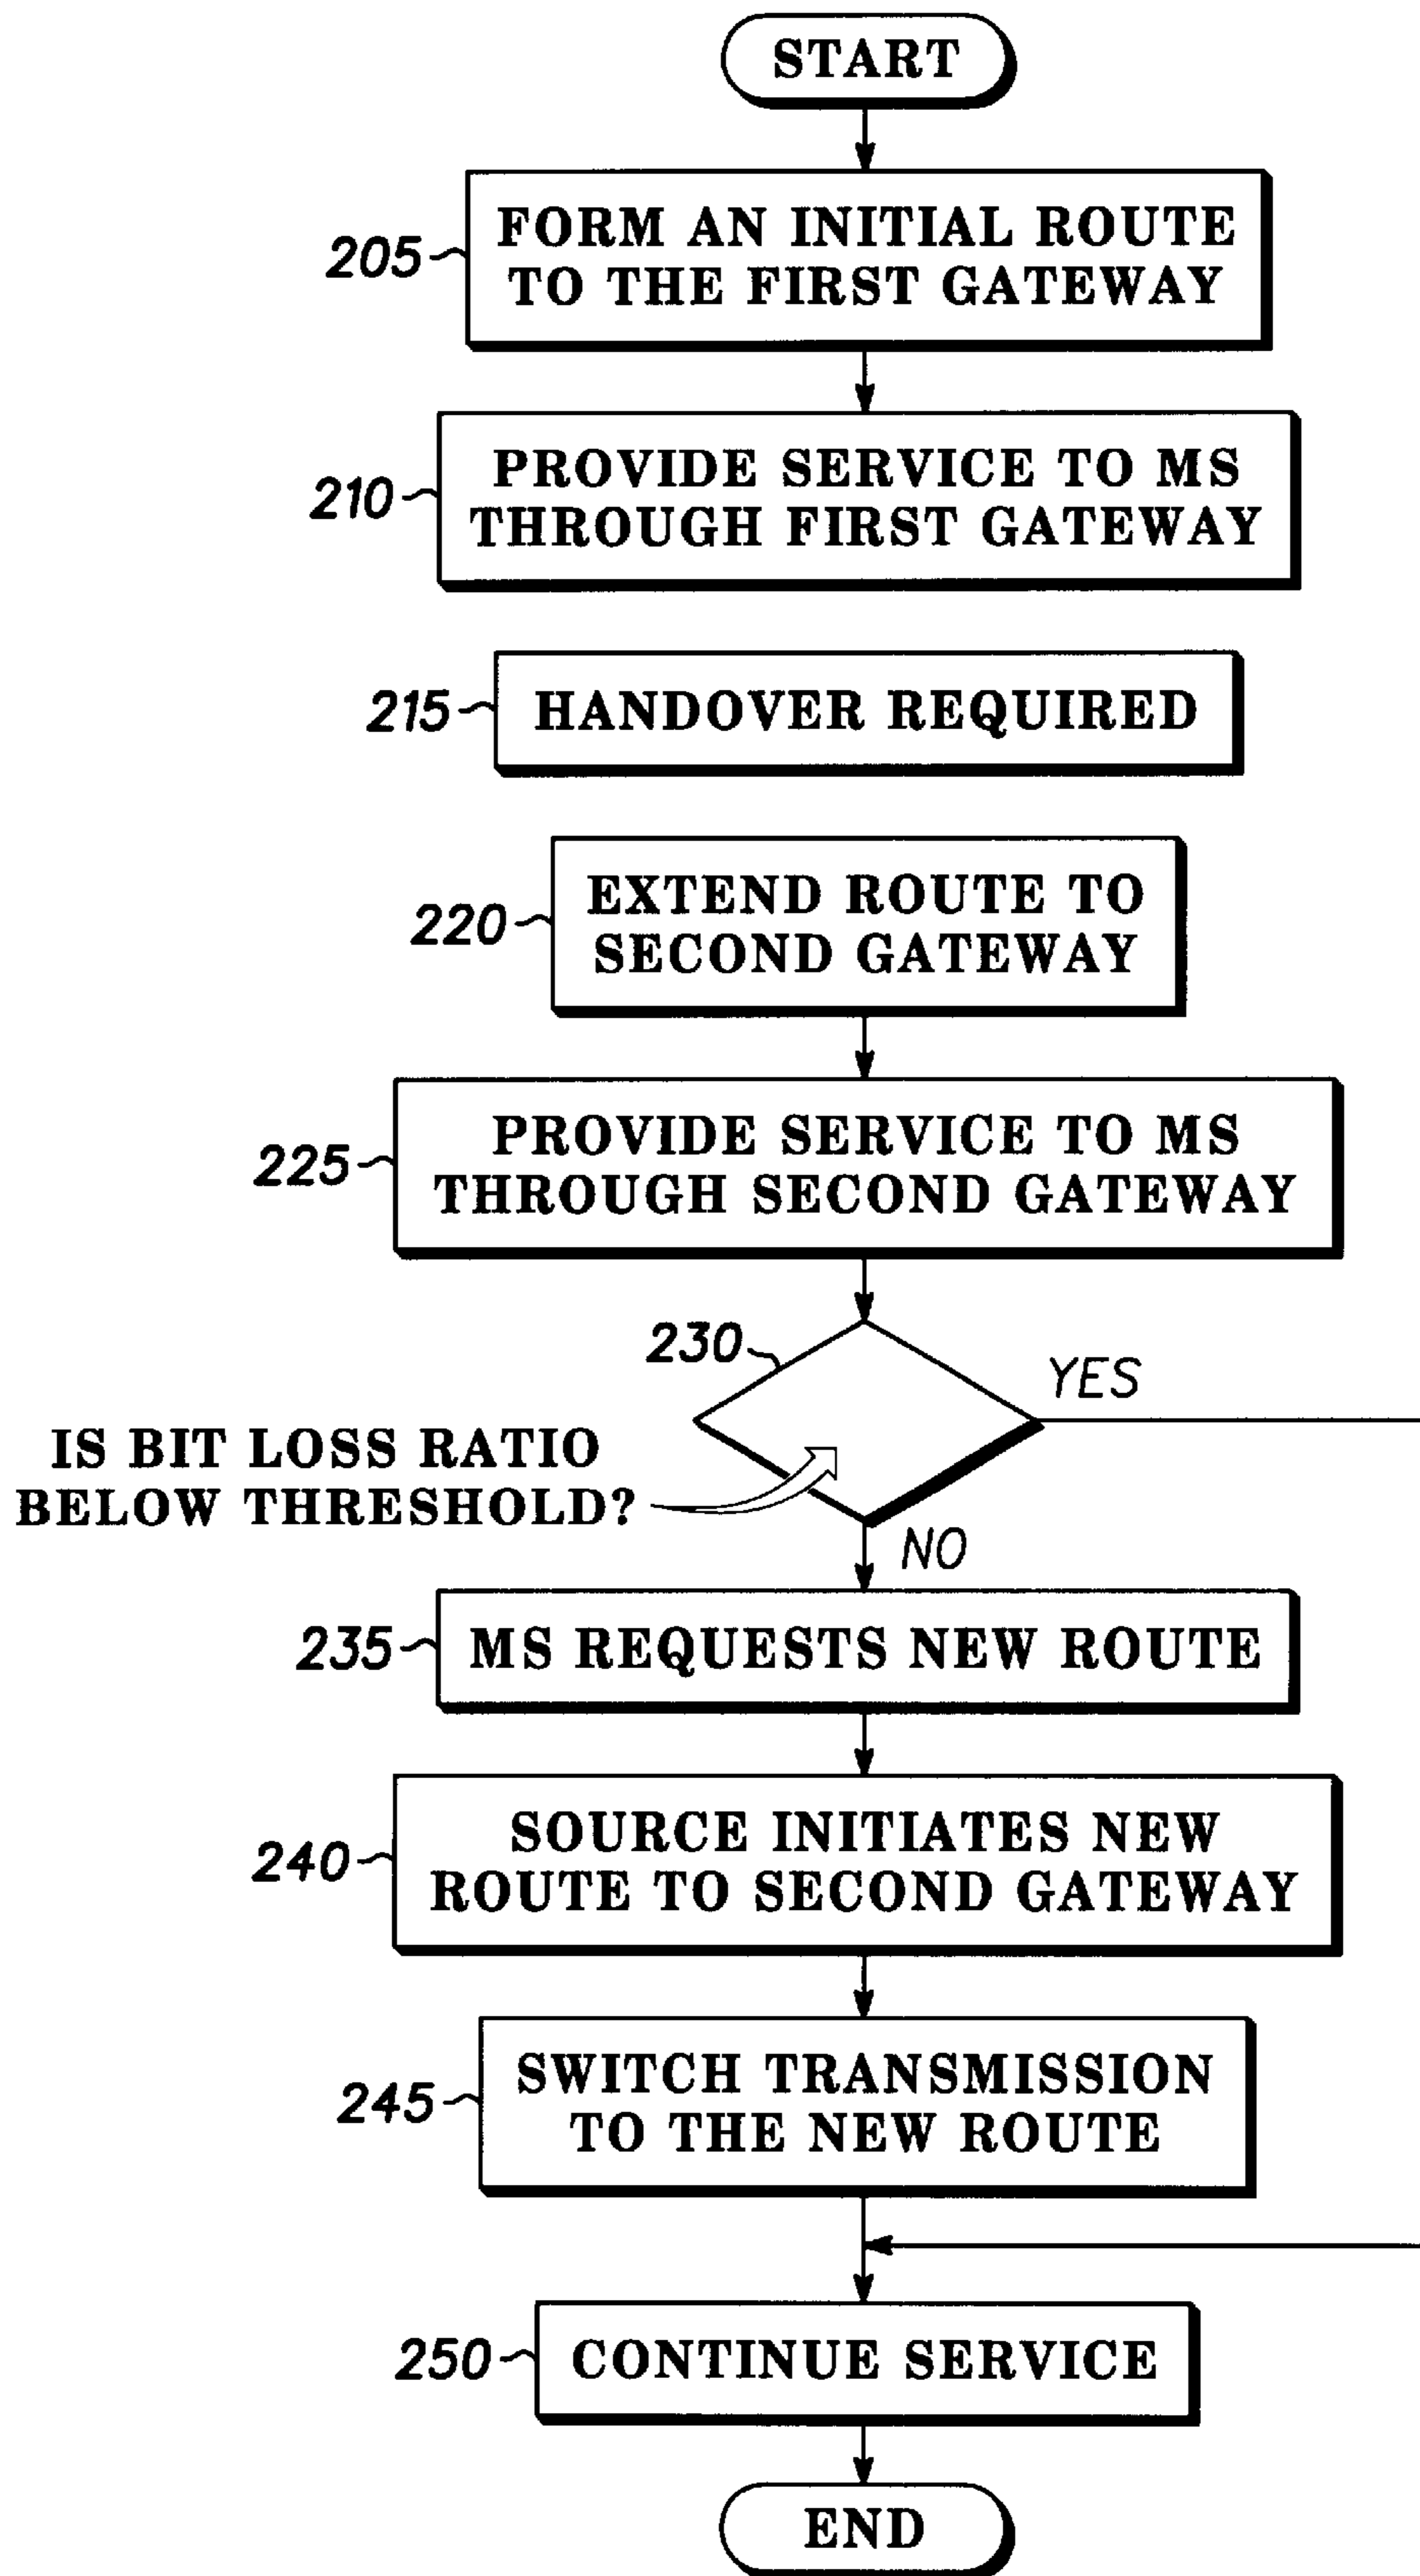 START
205
FORM AN INITIAL ROUTE
TO THE FIRST GATEWAY
210
PROVIDE SERVICE TO MS
THROUGH FIRST GATEWAY
215
HANDOVER REQUIRED
220
EXTEND ROUTE TO
SECOND GATEWAY
225
PROVIDE SERVICE TO MS
THROUGH SECOND GATEWAY
230
YES
IS BIT LOSS RATIO
BELOW THRESHOLD?
NO
235
MS REQUESTS NEW ROUTE
240
SOURCE INITIATES NEW
ROUTE TO SECOND GATEWAY
245
SWITCH TRANSMISSION
TO THE NEW ROUTE
250
CONTINUE SERVICE
END